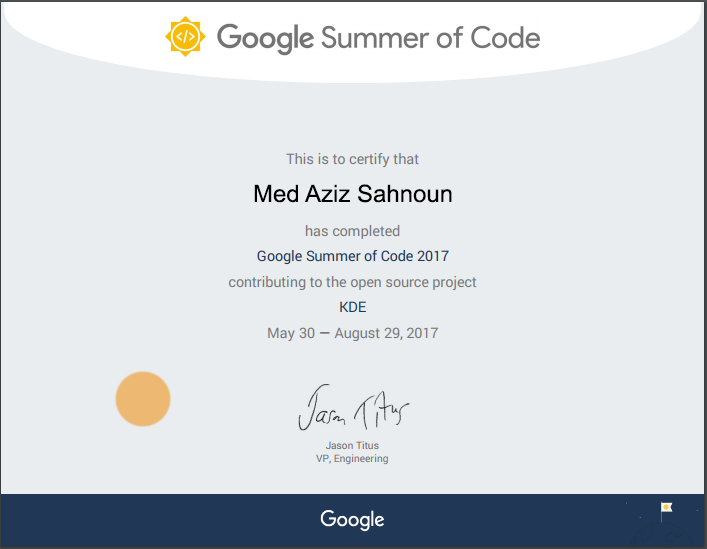 Google Summer of Code
This is to certify that
Med Aziz Sahnoun
has completed
Google Summer of Code 2017
contributing to the open source project
KDE
May 30 — August 29, 2017
Jason Titus
Jason Titus
VP, Engineering
Google